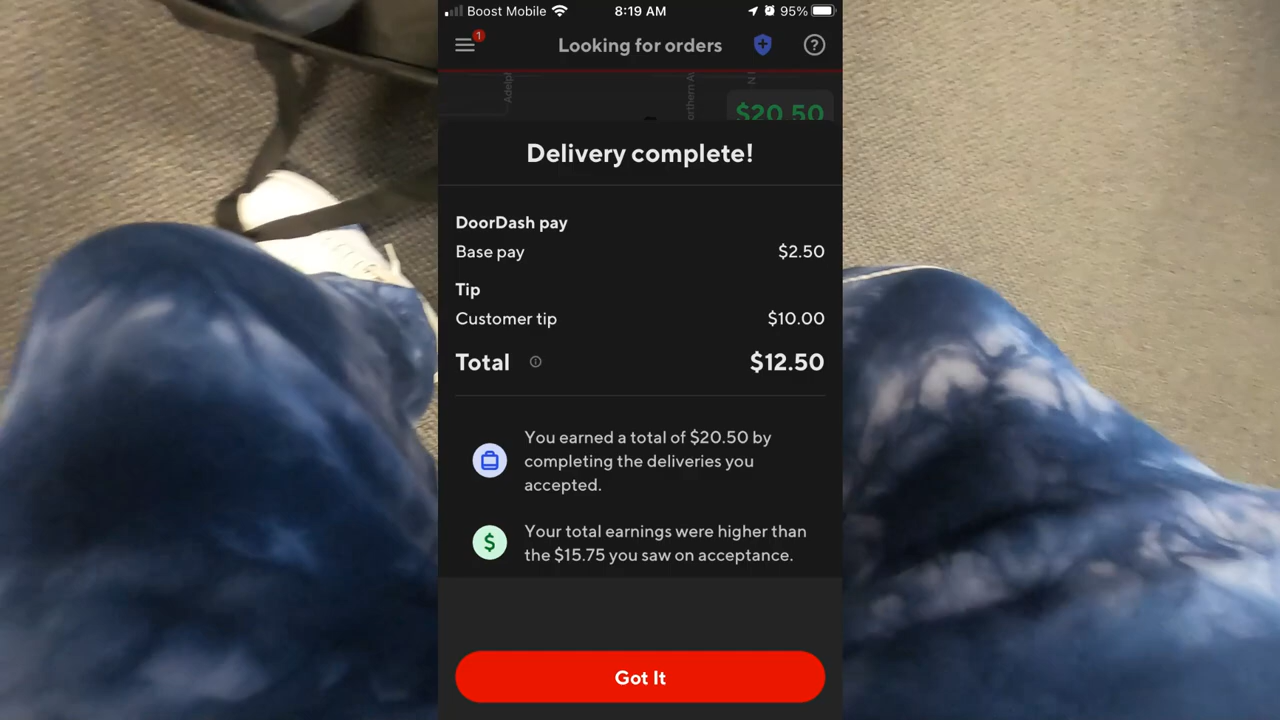 Boost Mobile 8:19 AM 95%
1
Looking for orders ?
$20.50
Delivery complete!
DoorDash pay
Base pay $2.50
Tip
Customer tip $10.00
Total $12.50
You earned a total of $20.50 by
completing the deliveries you
accepted.
$
Your total earnings were higher than
the $15.75 you saw on acceptance.
Got It